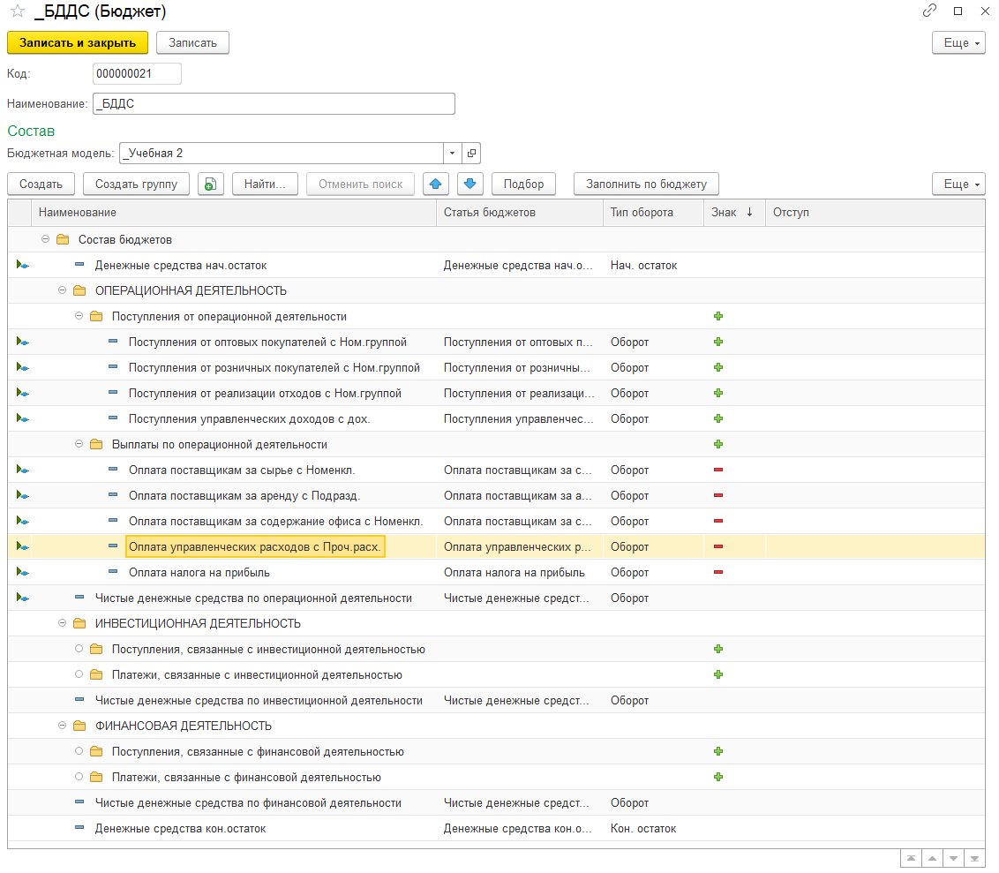 _БДДС (Бюджет)
Записать и закрыть Записать Еще
Код: 000000021
Наименование: _БДДС
Состав
Бюджетная модель: _Учебная 2
Создать Создать группу Найти... Отменить поиск Подбор Заполнить по бюджету Еще
Наименование Статья бюджетов Тип оборота Знак ↓ Отступ
Состав бюджетов
Денежные средства нач.остаток Денежные средства нач.о... Нач. остаток
ОПЕРАЦИОННАЯ ДЕЯТЕЛЬНОСТЬ
Поступления от операционной деятельности
Поступления от оптовых покупателей с Ном.группой Поступления от оптовых п... Оборот
Поступления от розничных покупателей с Ном.группой Поступления от розничны... Оборот
Поступления от реализации отходов с Ном.группой Поступления от реализаци... Оборот
Поступления управленческих доходов с дох. Поступления управленчес... Оборот
Выплаты по операционной деятельности
Оплата поставщикам за сырье с Номенкл. Оплата поставщикам за с... Оборот
Оплата поставщикам за аренду с Подразд. Оплата поставщикам за а... Оборот
Оплата поставщикам за содержание офиса с Номенкл. Оплата поставщикам за с... Оборот
Оплата управленческих расходов с Проч.расх. Оплата управленческих р... Оборот
Оплата налога на прибыль Оплата налога на прибыль Оборот
Чистые денежные средства по операционной деятельности Чистые денежные средст... Оборот
ИНВЕСТИЦИОННАЯ ДЕЯТЕЛЬНОСТЬ
Поступления, связанные с инвестиционной деятельностью
Платежи, связанные с инвестиционной деятельностью
Чистые денежные средства по инвестиционной деятельности Чистые денежные средст... Оборот
ФИНАНСОВАЯ ДЕЯТЕЛЬНОСТЬ
Поступления, связанные с финансовой деятельностью
Платежи, связанные с финансовой деятельностью
Чистые денежные средства по финансовой деятельности Чистые денежные средст... Оборот
Денежные средства кон.остаток Денежные средства кон.о... Кон. остаток